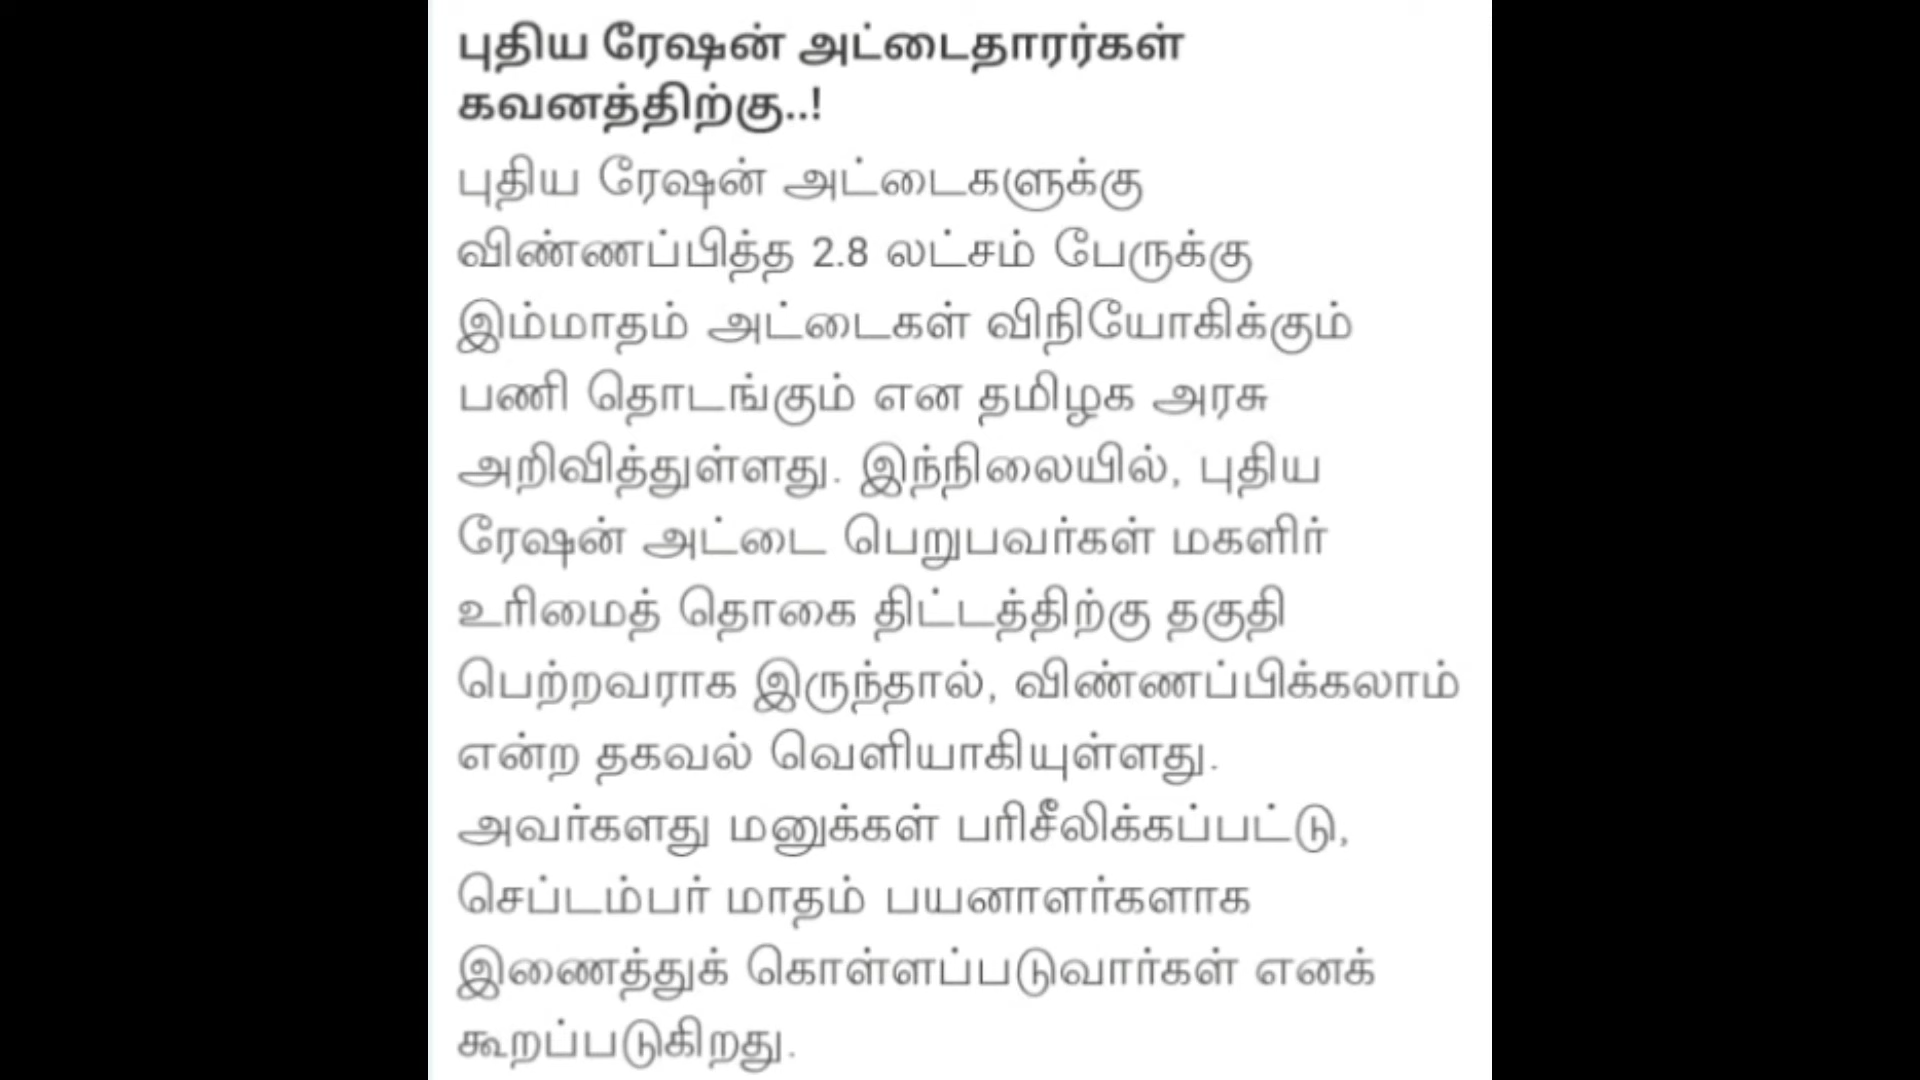 புதிய ரேஷன் அட்டைதாரர்கள்
கவனத்திற்கு..!
புதிய ரேஷன் அட்டைகளுக்கு
விண்ணப்பித்த 2.8 லட்சம் பேருக்கு
இம்மாதம் அட்டைகள் விநியோகிக்கும்
பணி தொடங்கும் என தமிழக அரசு
அறிவித்துள்ளது. இந்நிலையில், புதிய
ரேஷன் அட்டை பெறுபவர்கள் மகளிர்
உரிமைத் தொகை திட்டத்திற்கு தகுதி
பெற்றவராக இருந்தால், விண்ணப்பிக்கலாம்
என்ற தகவல் வெளியாகியுள்ளது.
அவர்களது மனுக்கள் பரிசீலிக்கப்பட்டு,
செப்டம்பர் மாதம் பயனாளர்களாக
இணைத்துக் கொள்ளப்படுவார்கள் எனக்
கூறப்படுகிறது.